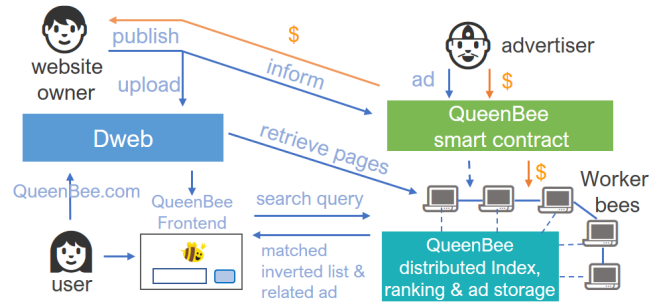 publish
$
advertiser
website
owner
upload
inform
ad
$
Dweb
QueenBee
smart contract
retrieve pages
$
QueenBee.com
QueenBee
Frontend
search query
Worker
bees
matched
inverted list &
related ad
QueenBee
distributed Index,
ranking & ad storage
user